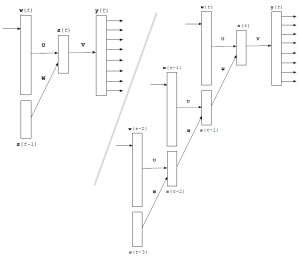 w(t)
s(t)
y(t)
U
V
W
s(t-1)
w(t)
s(t)
y(t)
U
V
w(t-1)
W
U
s(t-1)
w(t-2)
W
U
s(t-2)
W
s(t-3)